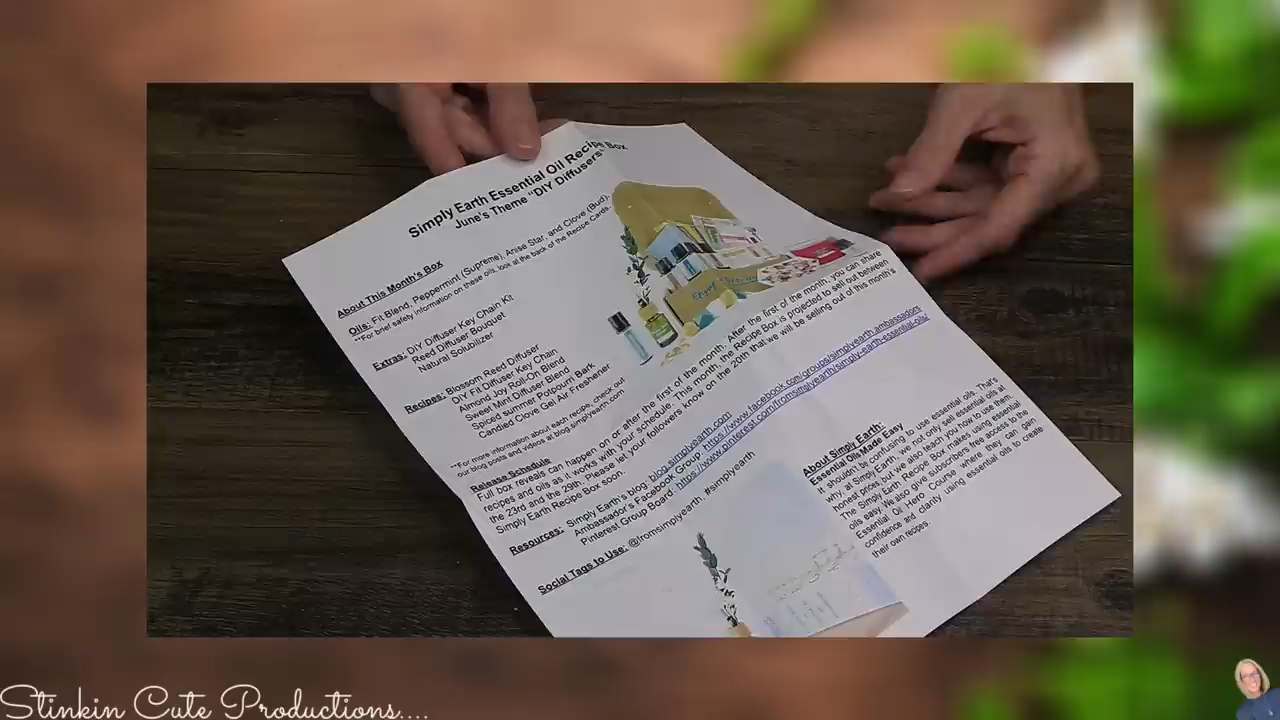 Simply Earth Essential Oil Recipe Box
June's Theme "DIY Diffusers"
About This Month's Box
Oils: Fit Blend, Peppermint (Supreme), Anise Star, and Clove (Bud).
**For brief safety information on these oils, look at the back of the Recipe Cards.
Extras: DIY Diffuser Key Chain Kit
Reed Diffuser Bouquet
Natural Solubilizer
Recipes: Blossom Reed Diffuser
DIY Fit Diffuser Key Chain
Almond Joy Roll-On Blend
Sweet Mint Diffuser Blend
Spiced Summer Potpourri Bark
Candied Clove Gel Air Freshener
**For more information about each recipe, check out
our blog posts and videos at blog.simplyearth.com
Release Schedule
Full box reveals can happen on or after the first of the month. After the first of the month, you can share
recipes and oils as it works with your schedule. This month, the Recipe Box is projected to sell out between
the 23rd and the 29th. Please let your followers know on the 20th that we will be selling out of this month's
Simply Earth Recipe Box soon.
Resources: Simply Earth's blog: blog.simplyearth.com
Ambassador's Facebook Group: https://www.facebook.com/groups/simplyearth.ambassadors
Pinterest Group Board: https://www.pinterest.com/fromsimplyearth/simply-earth-essential-oils/
Social Tags to Use: @fromsimplyearth, #simplyearth
About Simply Earth:
Essential Oils Made Easy
It shouldn't be confusing to use essential oils. That's
why, at Simply Earth, we not only sell essential oils at
honest prices but we also teach you how to use them.
The Simply Earth Recipe Box makes using essential
oils easy. We also give subscribers free access to the
Essential Oil Hero Course where they can gain
confidence and clarity using essential oils to create
their own recipes.
Stinkin Cute Productions....